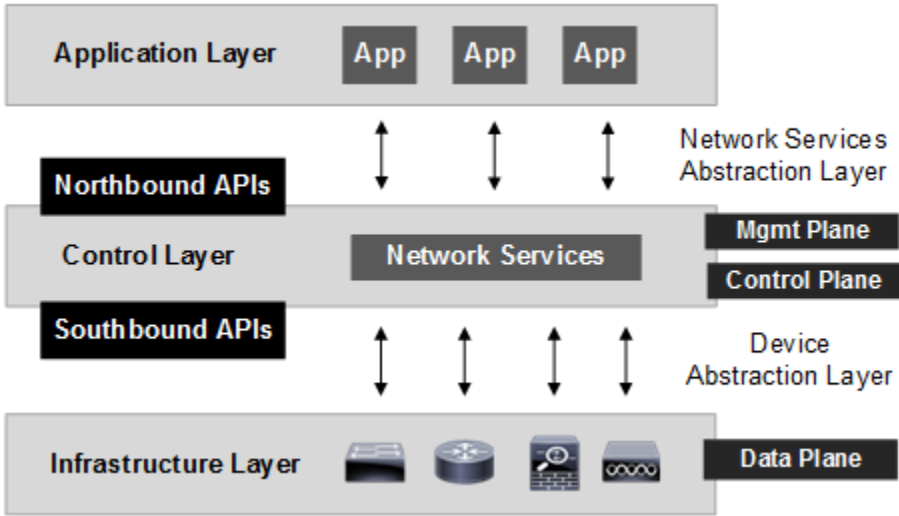 Application Layer
App
App
App
Network Services
Abstraction Layer
Northbound APIs
Mgmt Plane
Control Layer
Network Services
Control Plane
Southbound APIs
Device
Abstraction Layer
Infrastructure Layer
Data Plane